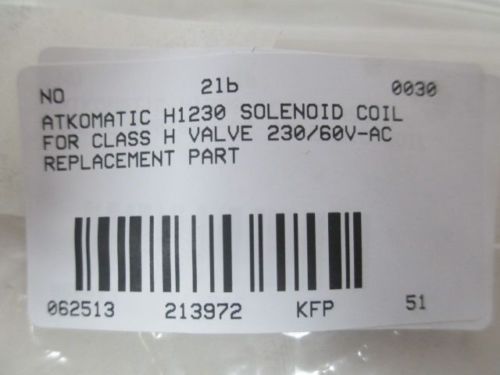 NO 21b 0030
ATKOMATIC H1230 SOLENOID COIL
FOR CLASS H VALVE 230/60V-AC
REPLACEMENT PART
062513 213972 KFP 51